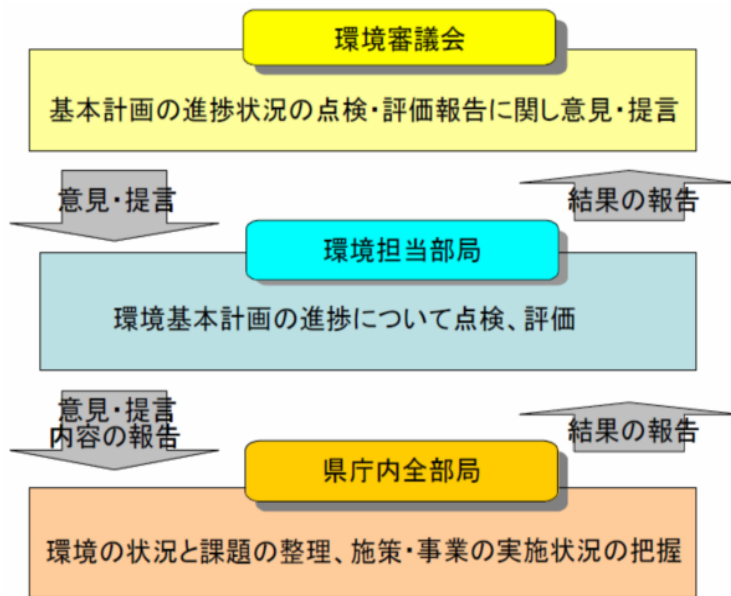 環境審議会
基本計画の進捗状況の点検・評価報告に関し意見・提言
意見・提言
結果の報告
環境担当部局
環境基本計画の進捗について点検、評価
意見・提言
内容の報告
結果の報告
県庁内全部局
環境の状況と課題の整理、施策・事業の実施状況の把握